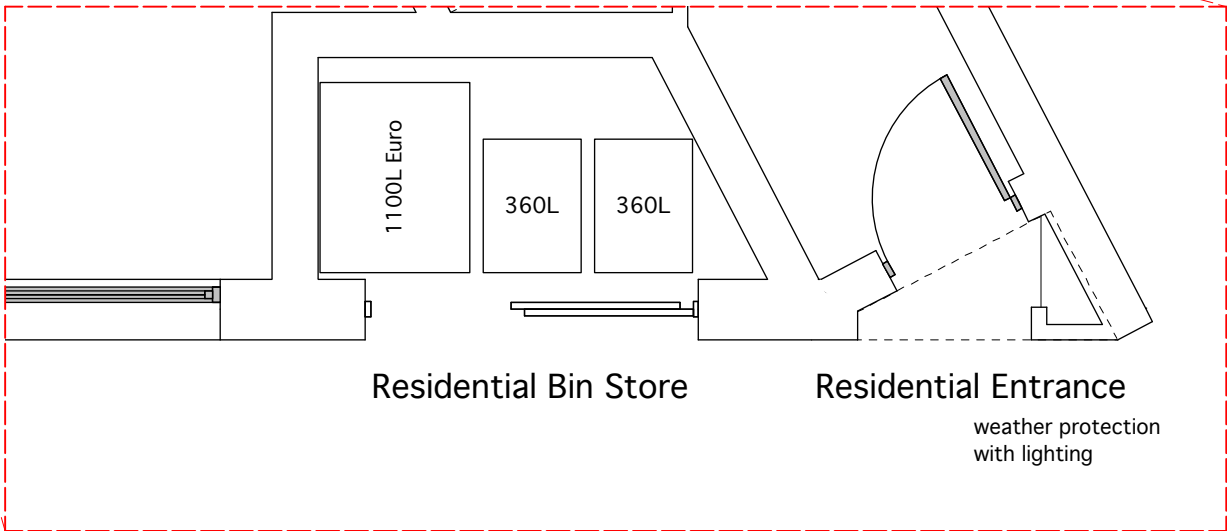 1100L Euro
360L
360L
Residential Bin Store
Residential Entrance
weather protection
with lighting